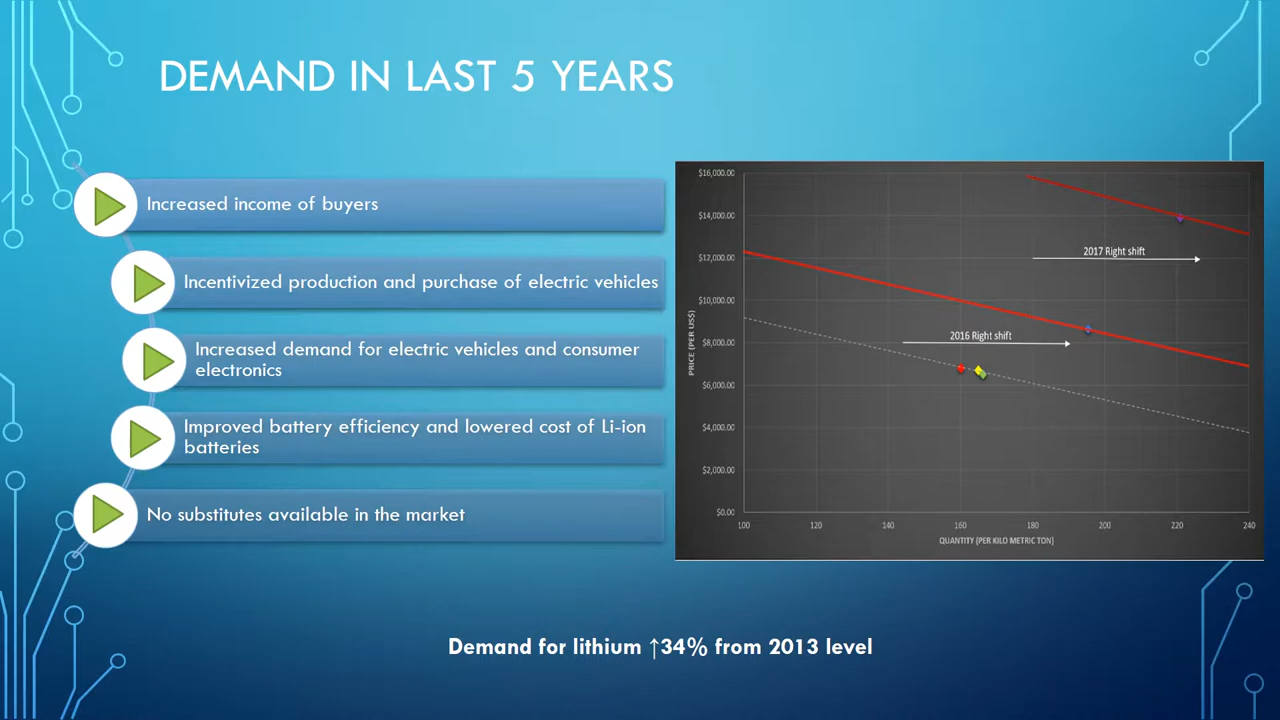 DEMAND IN LAST 5 YEARS
Increased income of buyers
Incentivized production and purchase of electric vehicles
Increased demand for electric vehicles and consumer
electronics
Improved battery efficiency and lowered cost of Li-ion
batteries
No substitutes available in the market
$16,000.00
$14,000.00
$12,000.00
$10,000.00
$8,000.00
$6,000.00
$4,000.00
$2,000.00
$0.00
PRICE (PER US$)
2017 Right shift
2016 Right shift
100 120 140 160 180 200 220 240
QUANTITY (PER KILO METRIC TON)
Demand for lithium ↑34% from 2013 level